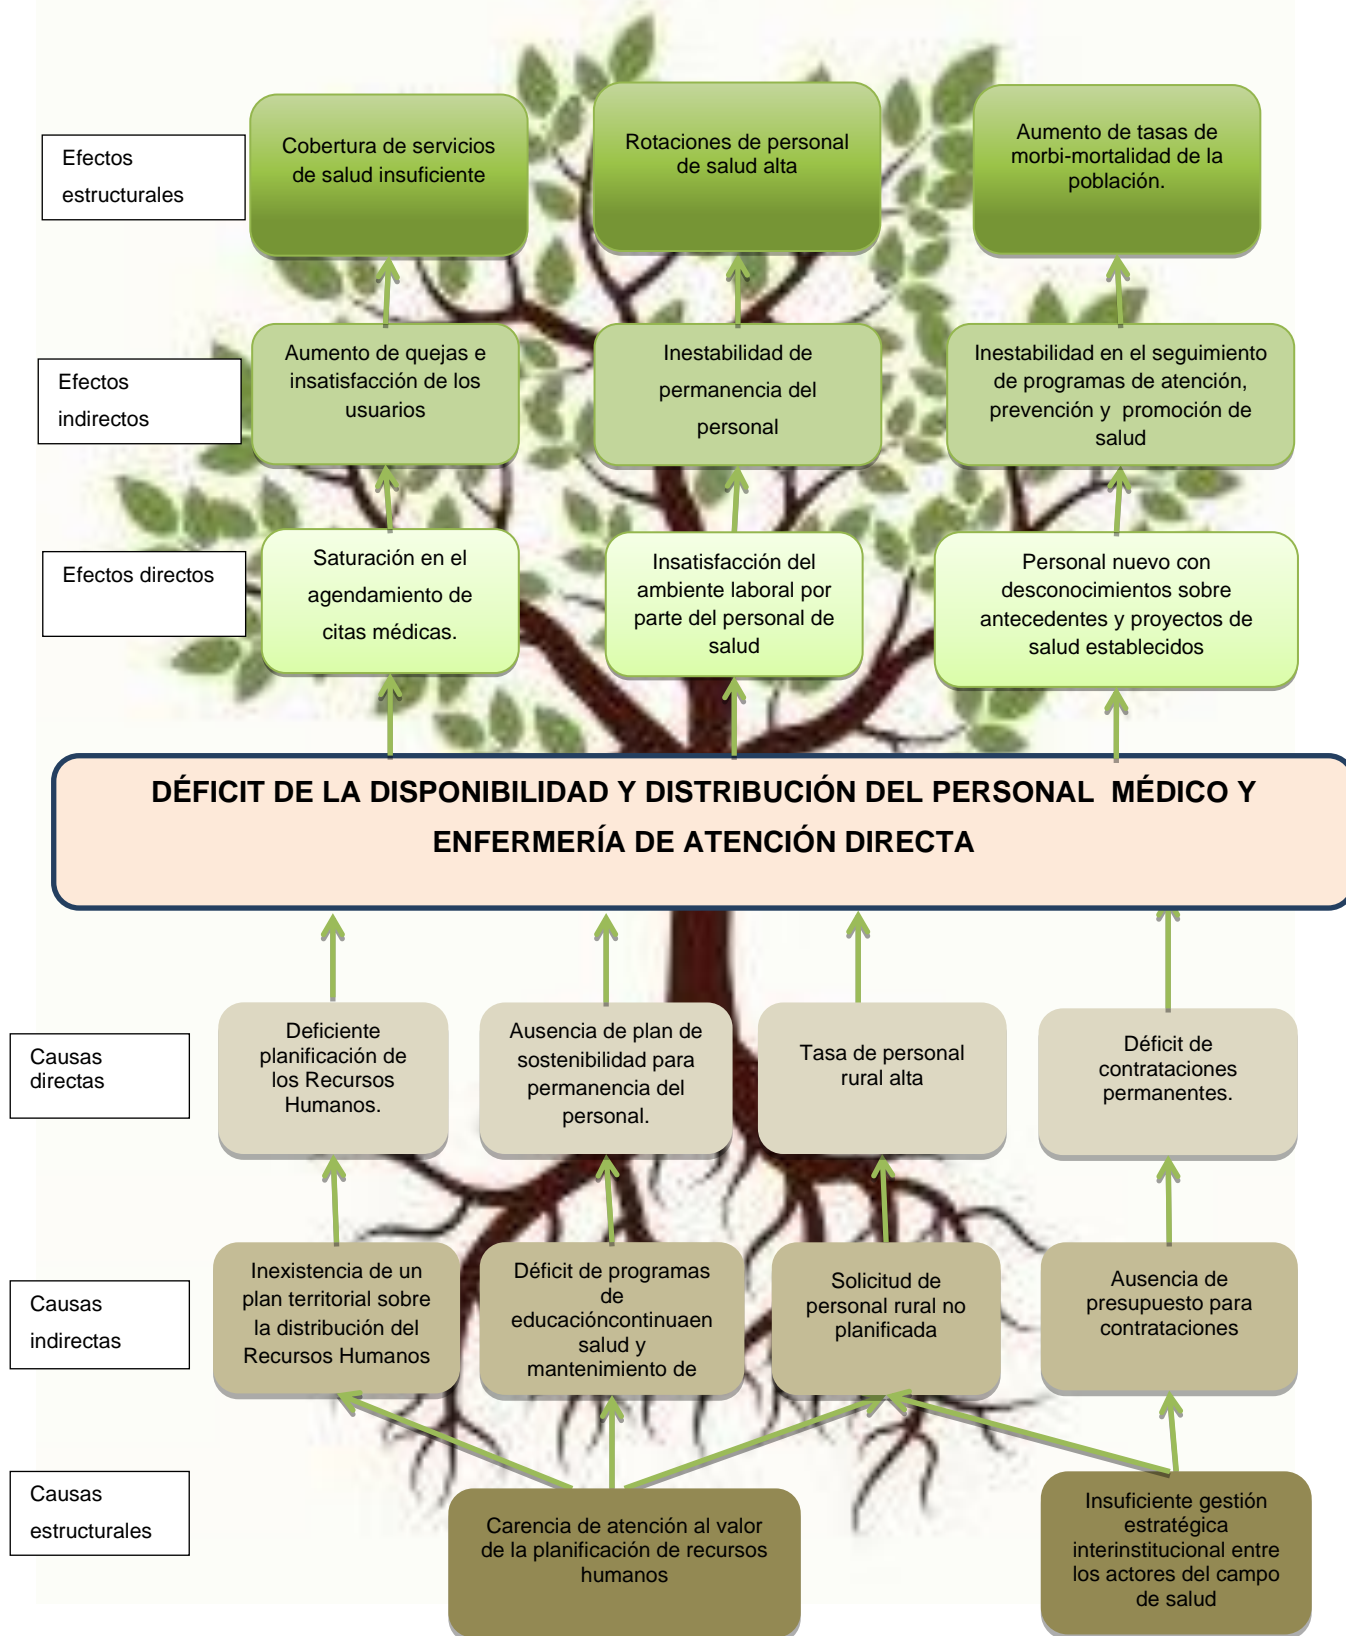 Efectos
estructurales
Cobertura de servicios
de salud insuficiente
Rotaciones de personal
de salud alta
Aumento de tasas de
morbi-mortalidad de la
población.
Efectos
indirectos
Aumento de quejas e
insatisfacción de los
usuarios
Inestabilidad de
permanencia del
personal
Inestabilidad en el seguimiento
de programas de atención,
prevención y promoción de
salud
Efectos directos
Saturación en el
agendamiento de
citas médicas.
Insatisfacción del
ambiente laboral por
parte del personal de
salud
Personal nuevo con
desconocimientos sobre
antecedentes y proyectos de
salud establecidos
DÉFICIT DE LA DISPONIBILIDAD Y DISTRIBUCIÓN DEL PERSONAL MÉDICO Y
ENFERMERÍA DE ATENCIÓN DIRECTA
Causas
directas
Deficiente
planificación de
los Recursos
Humanos.
Ausencia de plan de
sostenibilidad para
permanencia del
personal.
Tasa de personal
rural alta
Déficit de
contrataciones
permanentes.
Causas
indirectas
Inexistencia de un
plan territorial sobre
la distribución del
Recursos Humanos
Déficit de programas
de
educacióncontinuaen
salud y
mantenimiento de
Solicitud de
personal rural no
planificada
Ausencia de
presupuesto para
contrataciones
Causas
estructurales
Carencia de atención al valor
de la planificación de recursos
humanos
Insuficiente gestión
estratégica
interinstitucional entre
los actores del campo
de salud